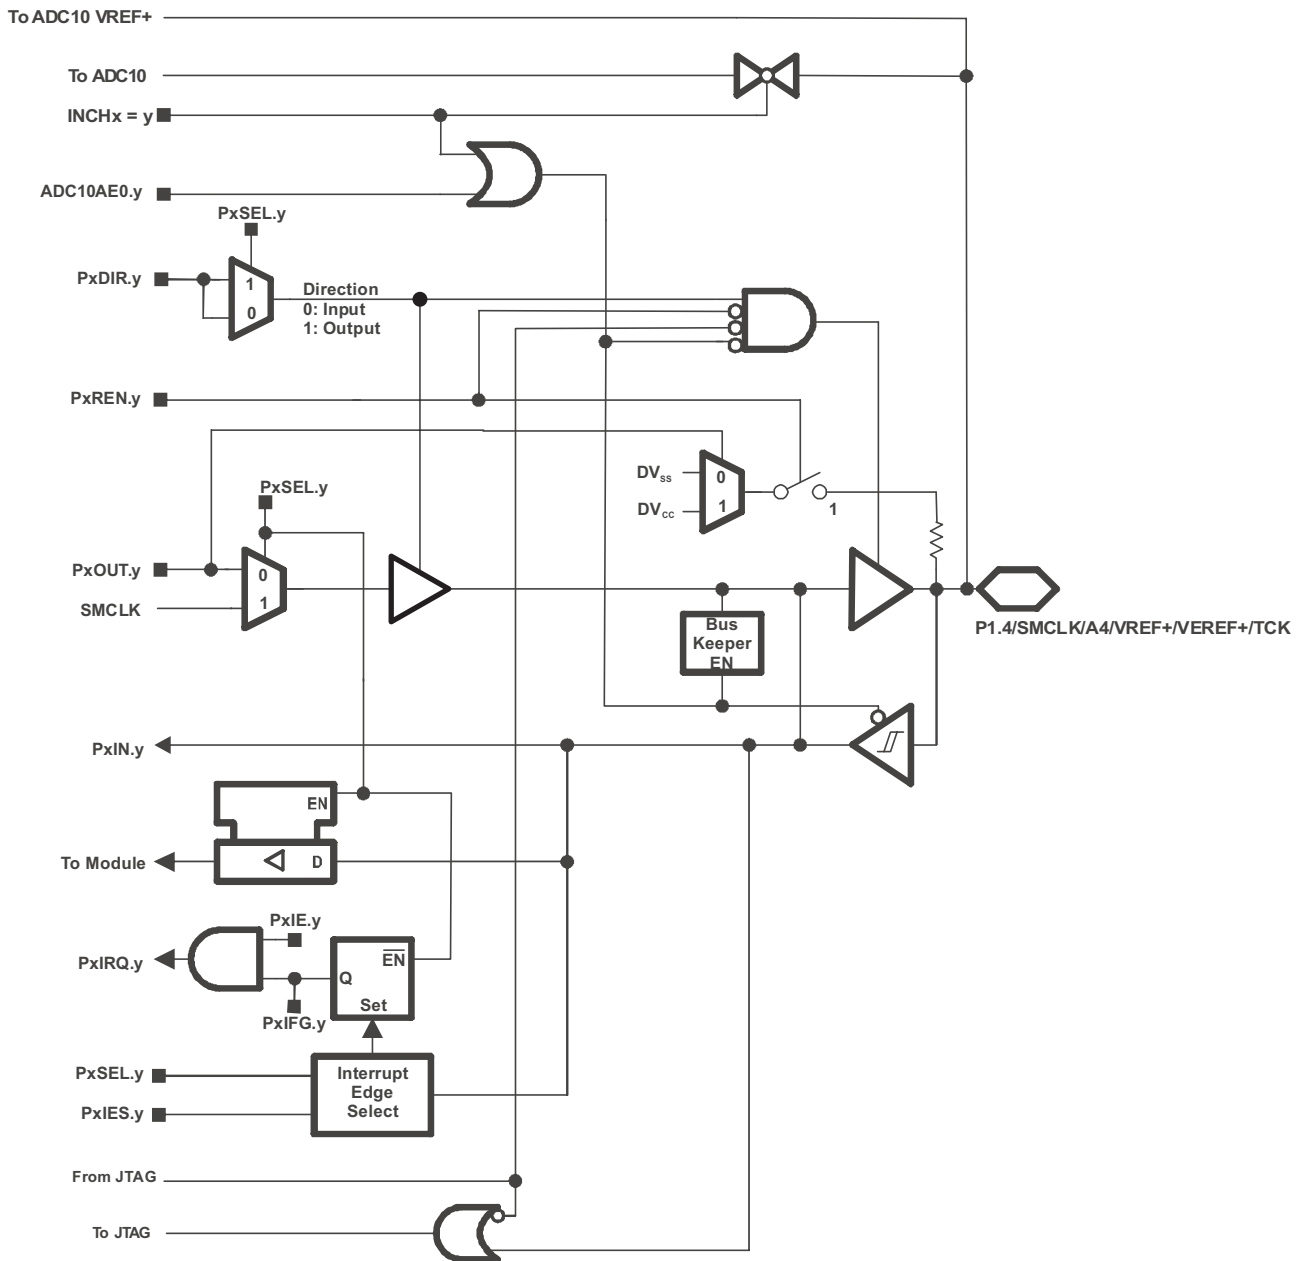 To ADC10 VREF+
To ADC10
INCHx = y
ADC10AE0.y
PxSEL.y
PxDIR.y
1
0
Direction
0: Input
1: Output
PxREN.y
DVss
0
DVcc
1
1
PxSEL.y
PxOUT.y
0
SMCLK
1
Bus
Keeper
EN
P1.4/SMCLK/A4/VREF+/VEREF+/TCK
PxIN.y
EN
To Module
D
PxIE.y
PxIRQ.y
EN
Q
Set
PxIFG.y
PxSEL.y
PxIES.y
Interrupt
Edge
Select
From JTAG
To JTAG